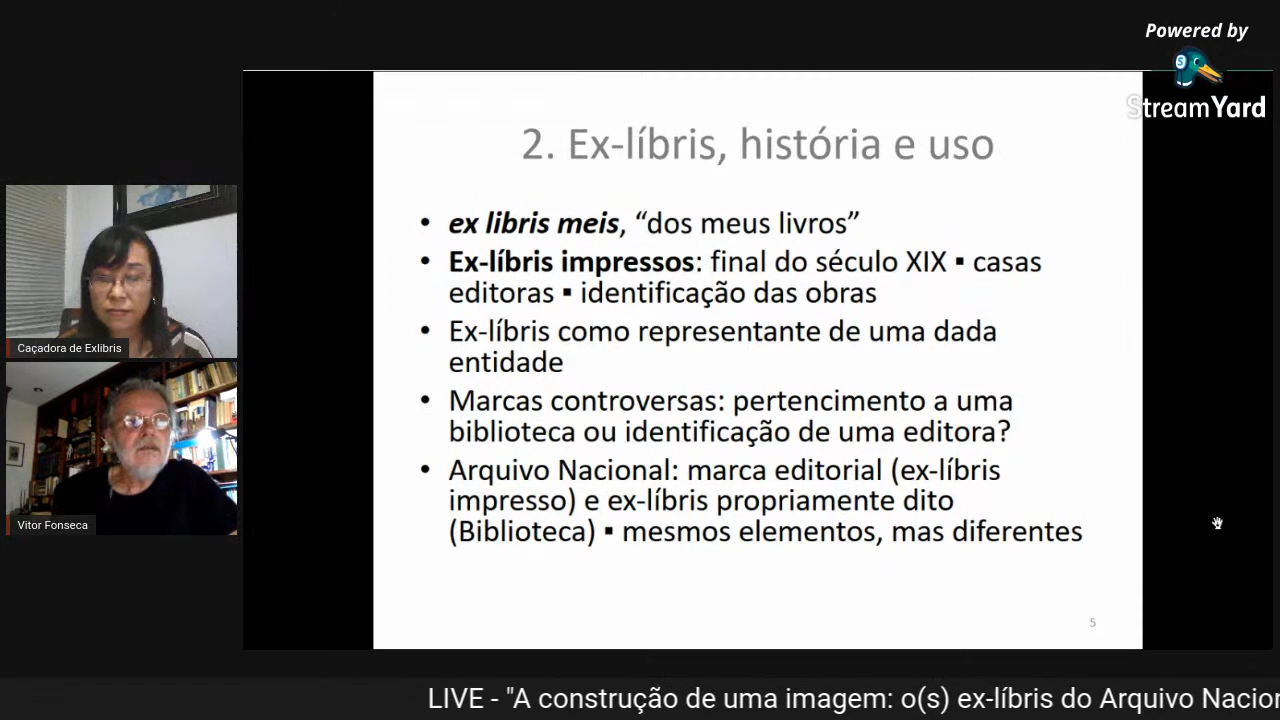 Powered by
StreamYard
2. Ex-líbris, história e uso
• ex libris meis, “dos meus livros”
• Ex-líbris impressos: final do século XIX ▪ casas
editoras ▪ identificação das obras
• Ex-líbris como representante de uma dada
entidade
• Marcas controversas: pertencimento a uma
biblioteca ou identificação de uma editora?
• Arquivo Nacional: marca editorial (ex-líbris
impresso) e ex-líbris propriamente dito
(Biblioteca) ▪ mesmos elementos, mas diferentes
5
Caçadora de Exlibris
Vitor Fonseca
LIVE - "A construção de uma imagem: o(s) ex-líbris do Arquivo Nacion